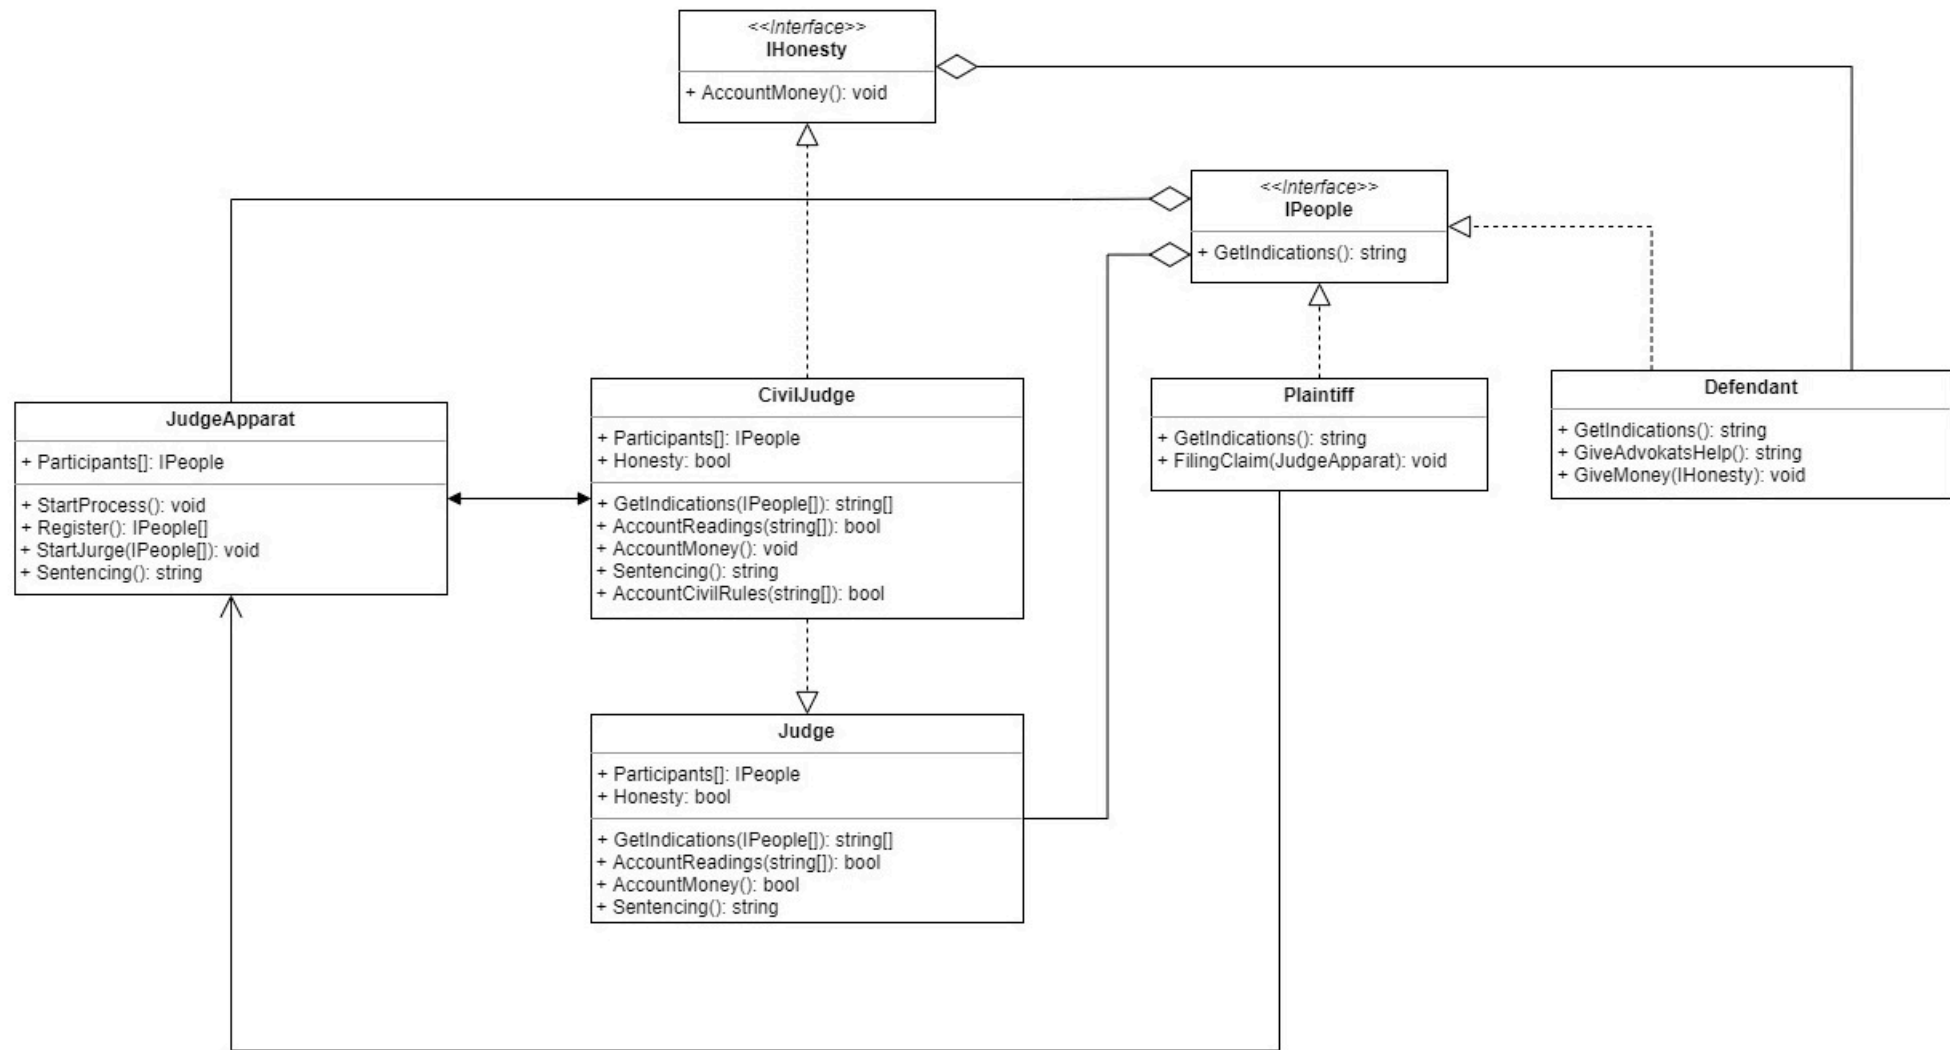 <<Interface>>
IHonesty
+ AccountMoney(): void
<<Interface>>
IPeople
+ GetIndications(): string
JudgeApparat
+ Participants[]: IPeople
+ StartProcess(): void
+ Register(): IPeople[]
+ StartJurge(IPeople[]): void
+ Sentencing(): string
CivilJudge
+ Participants[]: IPeople
+ Honesty: bool
+ GetIndications(IPeople[]): string[]
+ AccountReadings(string[]): bool
+ AccountMoney(): void
+ Sentencing(): string
+ AccountCivilRules(string[]): bool
Plaintiff
+ GetIndications(): string
+ FilingClaim(JudgeApparat): void
Defendant
+ GetIndications(): string
+ GiveAdvokatsHelp(): string
+ GiveMoney(IHonesty): void
Judge
+ Participants[]: IPeople
+ Honesty: bool
+ GetIndications(IPeople[]): string[]
+ AccountReadings(string[]): bool
+ AccountMoney(): bool
+ Sentencing(): string